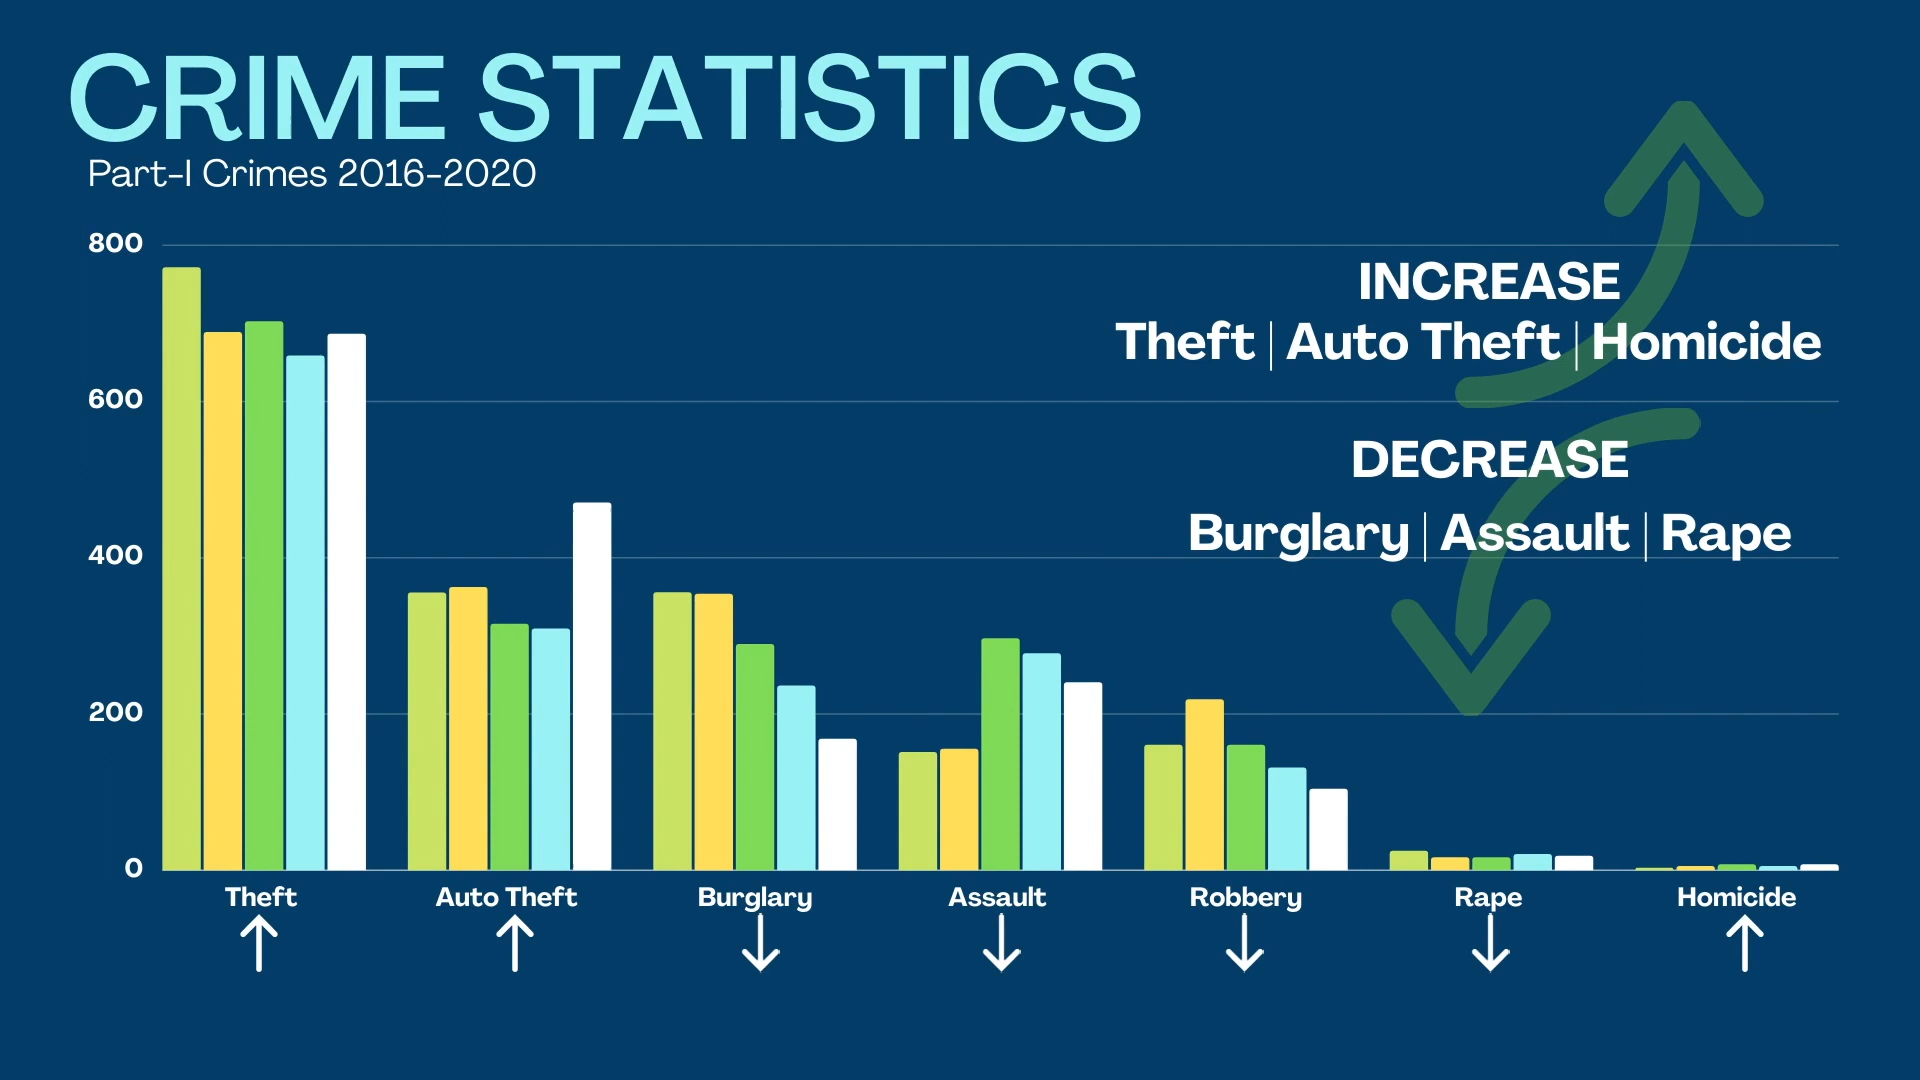 CRIME STATISTICS
Part-I Crimes 2016-2020
800
INCREASE
Theft | Auto Theft | Homicide
600
DECREASE
Burglary | Assault | Rape
400
200
0
Theft Auto Theft Burglary Assault Robbery Rape Homicide